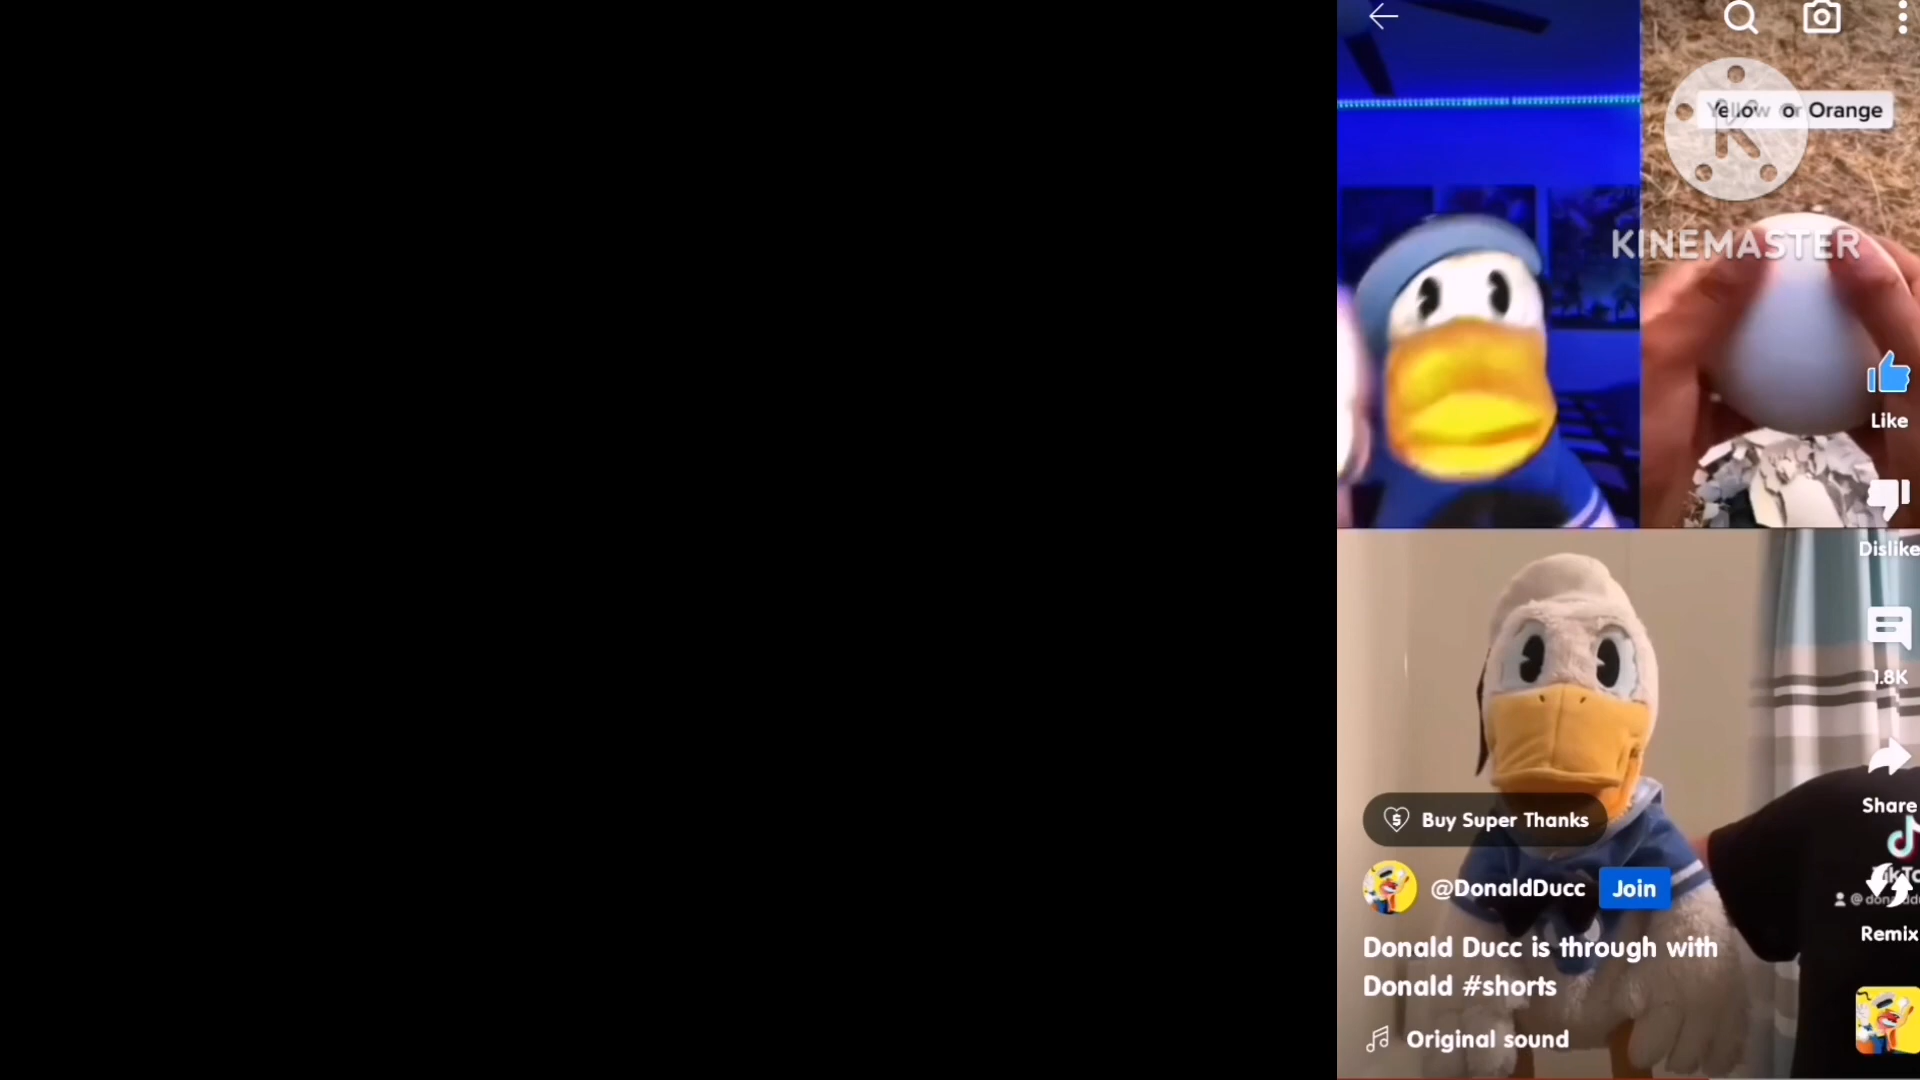 Yellow or Orange
KINEMASTER
Like
Dislike
1.8K
Share
Buy Super Thanks
@DonaldDucc Join
Remix
Donald Ducc is through with
Donald #shorts
Original sound